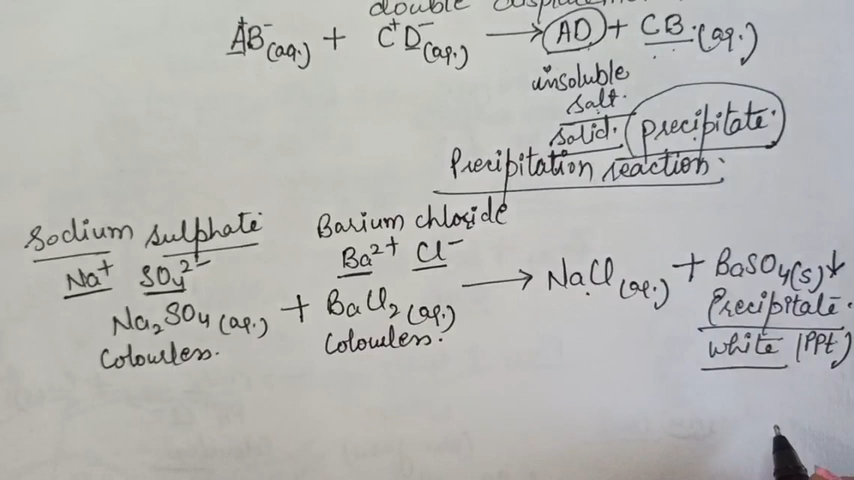 double displacement
A⁺B⁻(aq.) + C⁺D⁻(aq.) → AD + CB.(aq.)
insoluble
salt.
solid. (precipitate.
Precipitation reaction:
Sodium sulphate Barium chloride
Na⁺ SO₄²⁻ Ba²⁺ Cl⁻
Na₂SO₄(aq.) + BaCl₂(aq.) → NaCl(aq.) + BaSO₄(s)↓
Colourless. Colourless. Precipitate.
white (PPt)